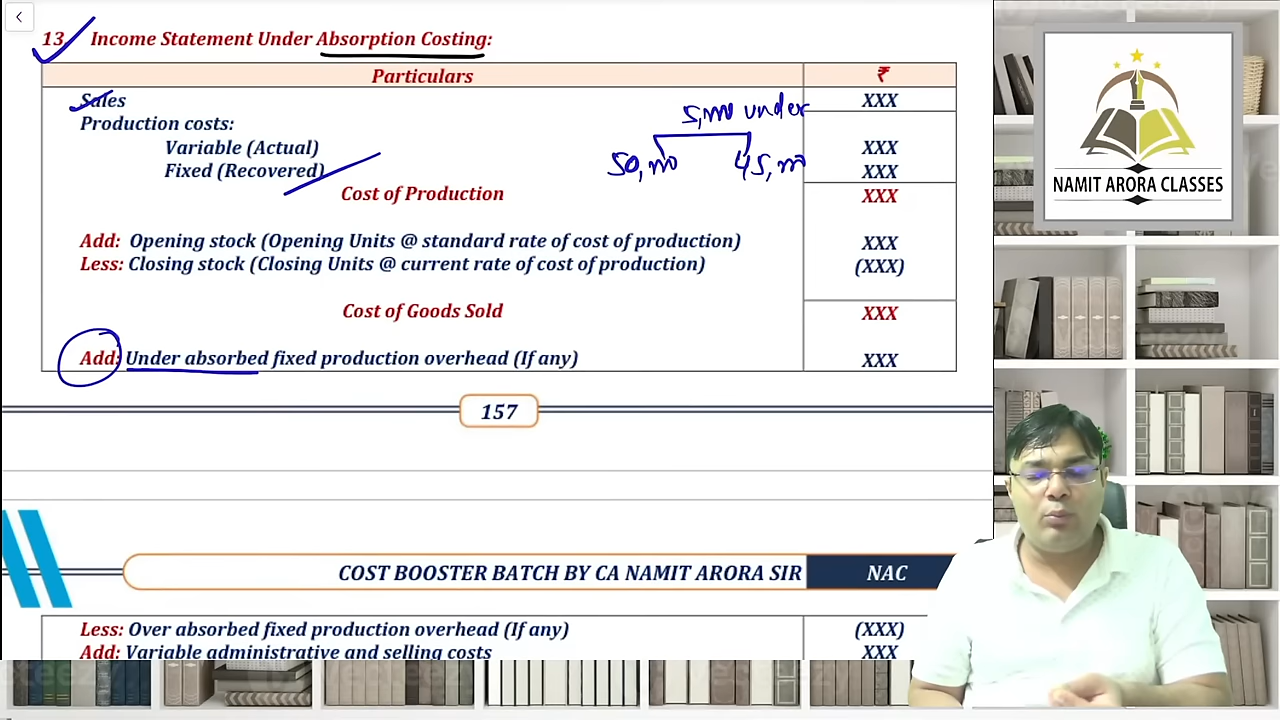 13. Income Statement Under Absorption Costing:
Particulars ₹
Sales XXX
5,000 under
Production costs:
Variable (Actual) XXX
50,000 45,000
Fixed (Recovered) XXX
Cost of Production XXX
Add: Opening stock (Opening Units @ standard rate of cost of production) XXX
Less: Closing stock (Closing Units @ current rate of cost of production) (XXX)
Cost of Goods Sold XXX
Add: Under absorbed fixed production overhead (If any) XXX
157
COST BOOSTER BATCH BY CA NAMIT ARORA SIR NAC
Less: Over absorbed fixed production overhead (If any) (XXX)
Add: Variable administrative and selling costs XXX
NAMIT ARORA CLASSES